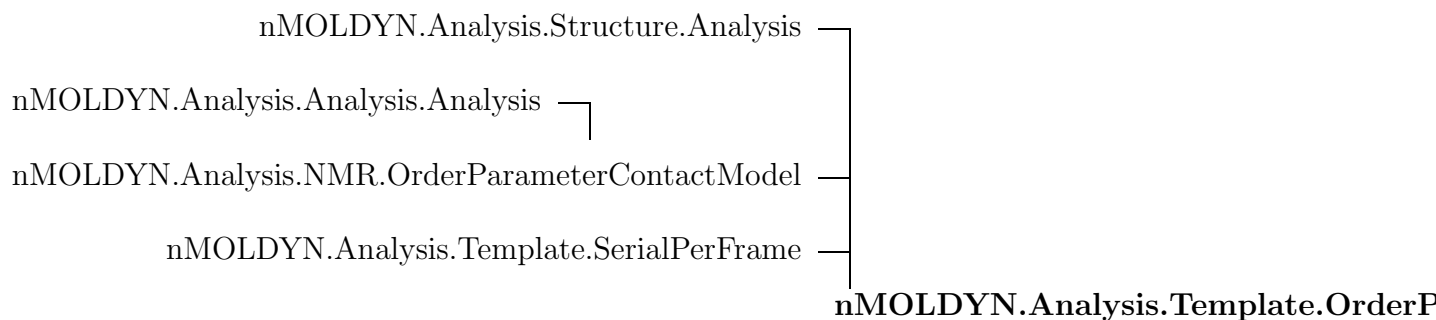 nMOLDYN.Analysis.Structure.Analysis
nMOLDYN.Analysis.Analysis.Analysis
nMOLDYN.Analysis.NMR.OrderParameterContactModel
nMOLDYN.Analysis.Template.SerialPerFrame
nMOLDYN.Analysis.Template.OrderP